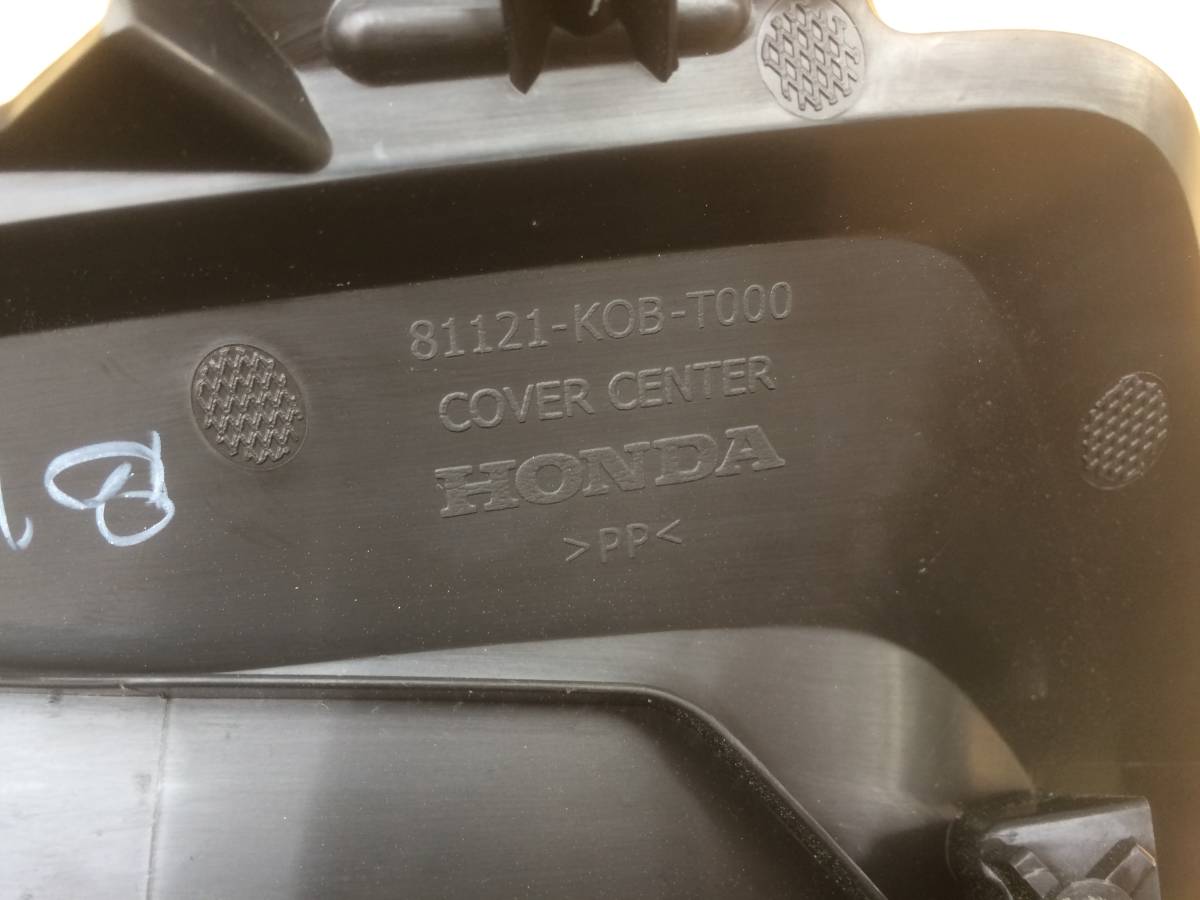 81121-K0B-T000
COVER CENTER
HONDA
>PP<